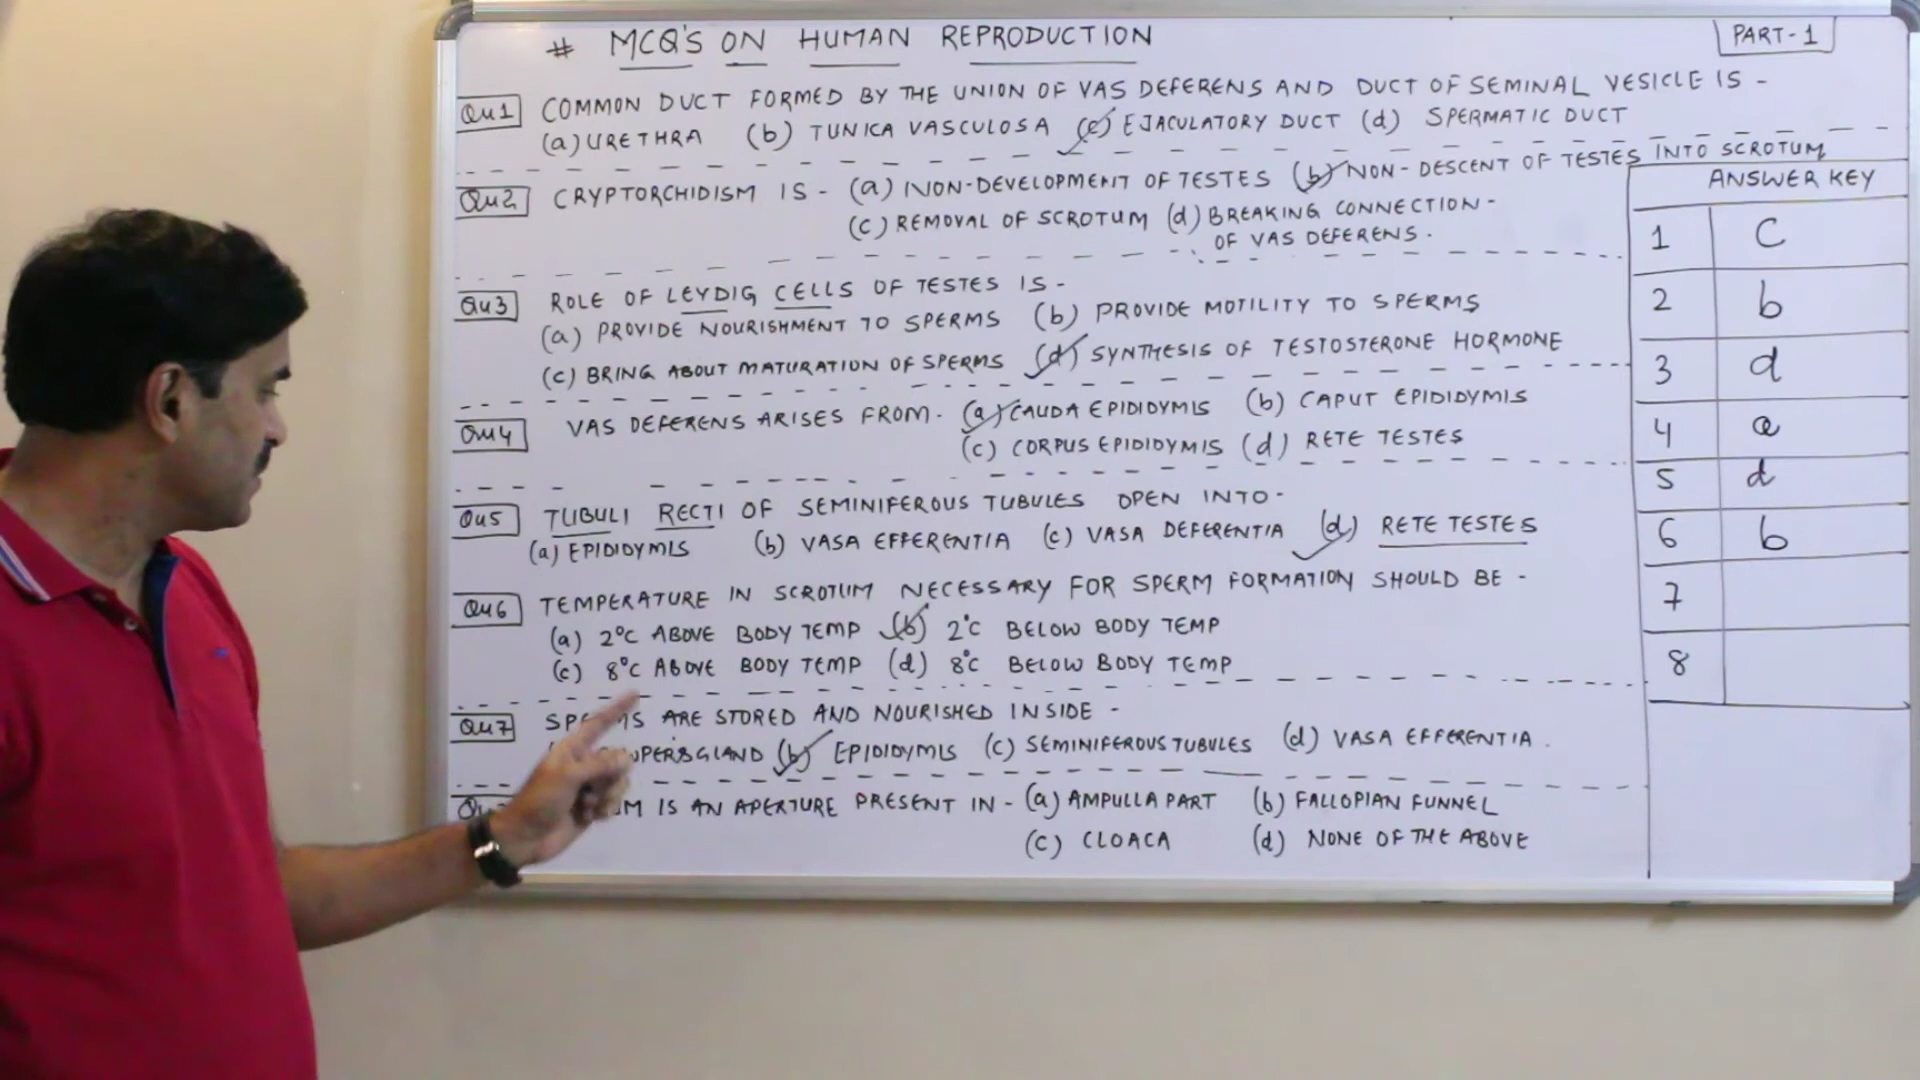 # MCQ'S ON HUMAN REPRODUCTION
PART-1
Qu1 COMMON DUCT FORMED BY THE UNION OF VAS DEFERENS AND DUCT OF SEMINAL VESICLE IS -
(a) URETHRA (b) TUNICA VASCULOSA (c) EJACULATORY DUCT (d) SPERMATIC DUCT
Qu2 CRYPTORCHIDISM IS - (a) NON-DEVELOPMENT OF TESTES (b) NON-DESCENT OF TESTES INTO SCROTUM
(c) REMOVAL OF SCROTUM (d) BREAKING CONNECTION -
OF VAS DEFERENS.
Qu3 ROLE OF LEYDIG CELLS OF TESTES IS -
(a) PROVIDE NOURISHMENT TO SPERMS (b) PROVIDE MOTILITY TO SPERMS
(c) BRING ABOUT MATURATION OF SPERMS (d) SYNTHESIS OF TESTOSTERONE HORMONE
Qu4 VAS DEFERENS ARISES FROM. (a) CAUDA EPIDIDYMIS (b) CAPUT EPIDIDYMIS
(c) CORPUS EPIDIDYMIS (d) RETE TESTES
Qu5 TUBULI RECTI OF SEMINIFEROUS TUBULES OPEN INTO -
(a) EPIDIDYMIS (b) VASA EFFERENTIA (c) VASA DEFERENTIA (d) RETE TESTES
Qu6 TEMPERATURE IN SCROTUM NECESSARY FOR SPERM FORMATION SHOULD BE -
(a) 2°C ABOVE BODY TEMP (b) 2°C BELOW BODY TEMP
(c) 8°C ABOVE BODY TEMP (d) 8°C BELOW BODY TEMP
Qu7 SPERMS ARE STORED AND NOURISHED INSIDE -
GLAND (b) EPIDIDYMIS (c) SEMINIFEROUS TUBULES (d) VASA EFFERENTIA.
IS AN APERTURE PRESENT IN - (a) AMPULLA PART (b) FALLOPIAN FUNNEL
(c) CLOACA (d) NONE OF THE ABOVE
ANSWER KEY
1 c
2 b
3 d
4 a
5 d
6 b
7
8